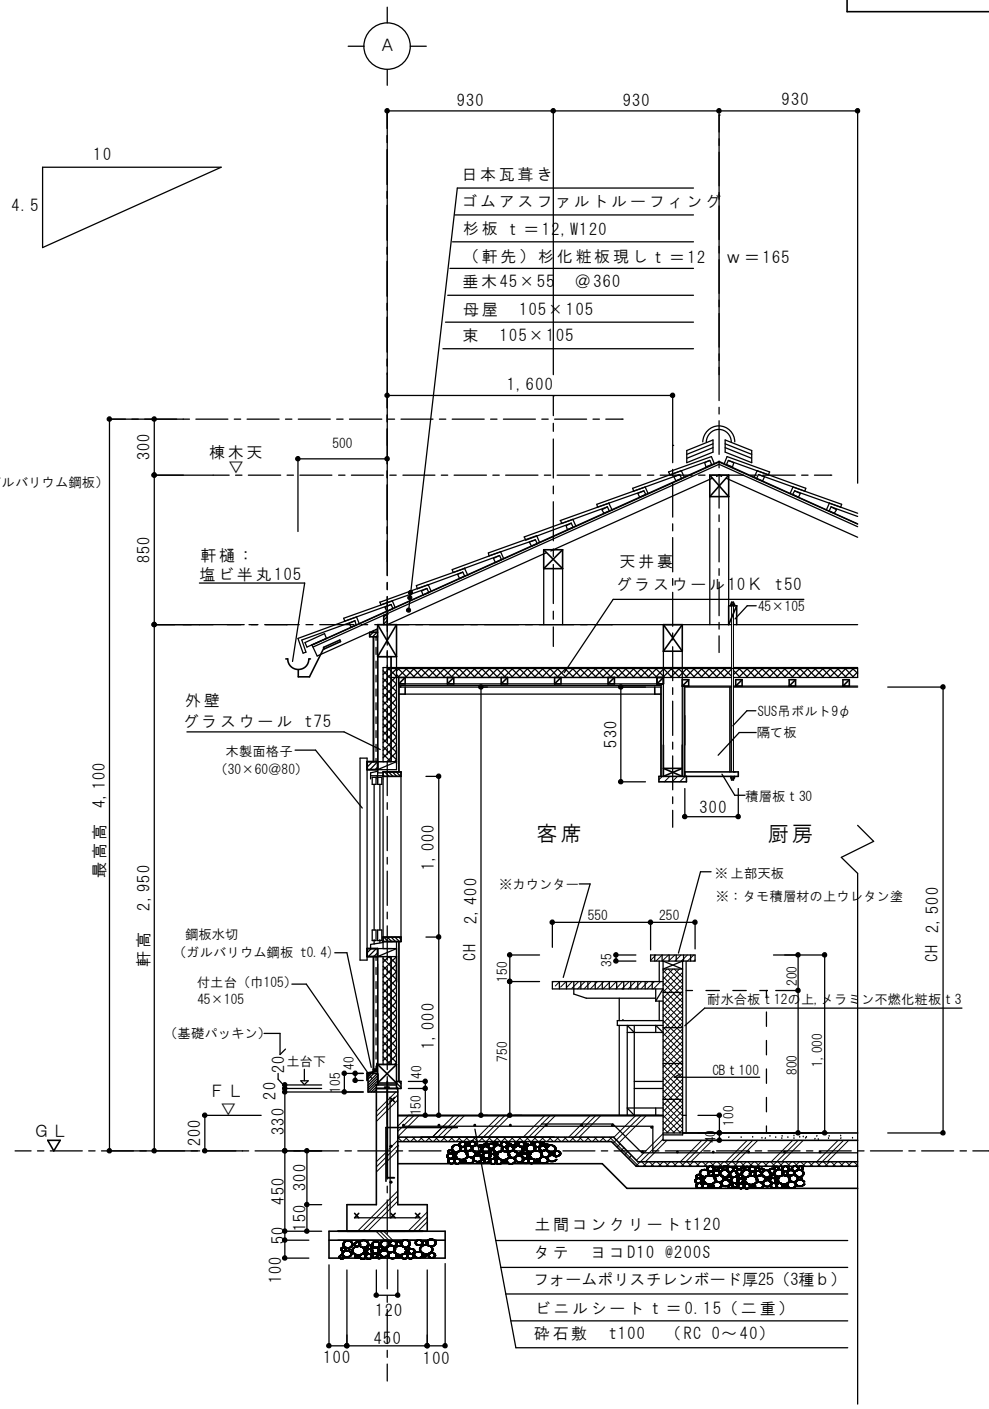 A
930
930
930
10
4.5
日本瓦葺き
ゴムアスファルトルーフィング
杉板 t=12,W120
(軒先)杉化粧板現しt=12 w=165
垂木45×55 @360
母屋 105×105
束 105×105
1,600
300
500
棟木天
ルバリウム鋼板)
850
軒樋:
塩ビ半丸105
天井裏
グラスウール10K t50
45×105
外壁
グラスウール t75
木製面格子
(30×60@80)
530
SUS吊ボルト9φ
隔て板
積層板t30
300
最高高 4,100
軒高 2,950
1,000
CH 2,400
客席
厨房
※カウンター
※上部天板
※:タモ積層材の上ウレタン塗
CH 2,500
550
250
35
150
200
鋼板水切
(ガルバリウム鋼板 t0.4)
付土台(巾105)
45×105
(基礎パッキン)
土台下
耐水合板t12の上,メラミン不燃化粧板t3
1,000
750
CB t100
800
1,000
20
20
40
105
40
150
FL
330
200
GL
100
40
450
300
150
50
100
120
450
100
100
土間コンクリートt120
タテ ヨコD10 @200S
フォームポリスチレンボード厚25(3種b)
ビニルシートt=0.15(二重)
砕石敷 t100 (RC 0～40)